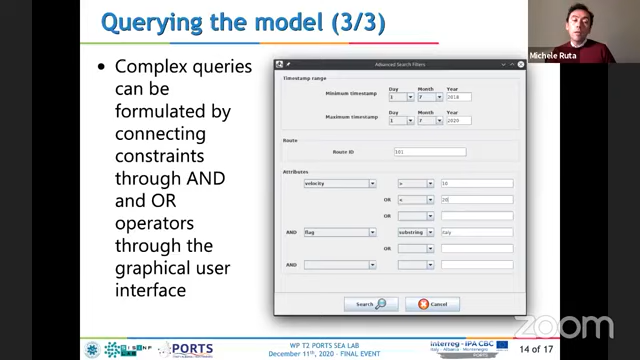 Querying the model (3/3)
Michele Ruta
• Complex queries
can be
formulated by
connecting
constraints
through AND
and OR
operators
through the
graphical user
interface
Advanced Search Filters
Timestamp range
Day Month Year
Minimum timestamp 1 7 2018
Day Month Year
Maximum timestamp 1 7 2020
Route
Route ID 101
Attributes
velocity 10
OR 20
OR
AND flag substring italy
OR
AND
Search Cancel
PORTS
WP T2 PORTS SEA LAB
December 11th, 2020 - FINAL EVENT
Interreg - IPA CBC
Italy - Albania - Montenegro
PORTS
14 of 17
zoom